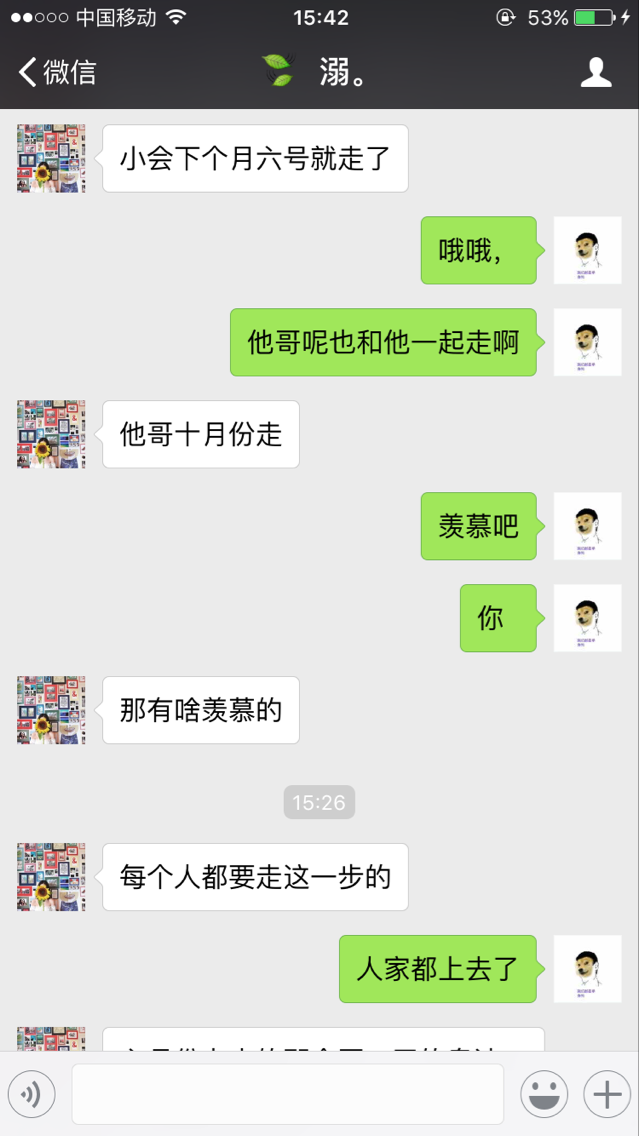 中国移动 15:42 53%
微信 溺。
小会下个月六号就走了
哦哦,
他哥呢也和他一起走啊
他哥十月份走
羡慕吧
你
那有啥羡慕的
15:26
每个人都要走这一步的
人家都上去了